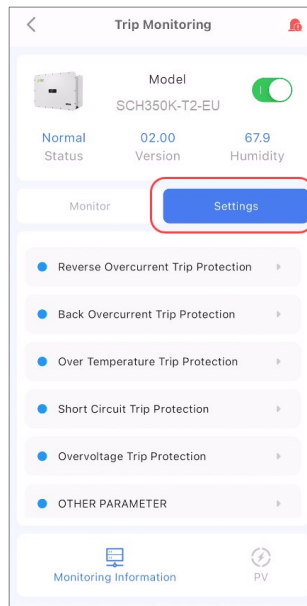 Trip Monitoring
Model
SCH350K-T2-EU
Normal
02.00
67.9
Status
Version
Humidity
Monitor
Settings
Reverse Overcurrent Trip Protection
Back Overcurrent Trip Protection
Over Temperature Trip Protection
Short Circuit Trip Protection
Overvoltage Trip Protection
OTHER PARAMETER
Monitoring Information
PV